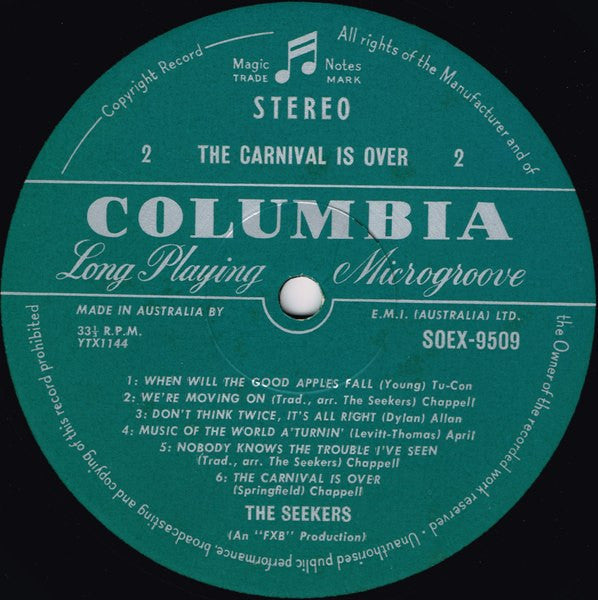 Copyright Record
All rights of the Manufacturer and of
the Owner of the recorded work reserved · Unauthorised public performance, broadcasting and copying of this record prohibited
Magic Notes
TRADE MARK
STEREO
2 THE CARNIVAL IS OVER 2
COLUMBIA
Long Playing Microgroove
MADE IN AUSTRALIA BY E.M.I. (AUSTRALIA) LTD.
33⅓ R.P.M. SOEX-9509
YTX1144
1: WHEN WILL THE GOOD APPLES FALL (Young) Tu-Con
2: WE'RE MOVING ON (Trad., arr. The Seekers) Chappell
3: DON'T THINK TWICE, IT'S ALL RIGHT (Dylan) Allan
4: MUSIC OF THE WORLD A'TURNIN' (Levitt-Thomas) April
5: NOBODY KNOWS THE TROUBLE I'VE SEEN
(Trad., arr. The Seekers) Chappell
6: THE CARNIVAL IS OVER
(Springfield) Chappell
THE SEEKERS
(An "FXB" Production)